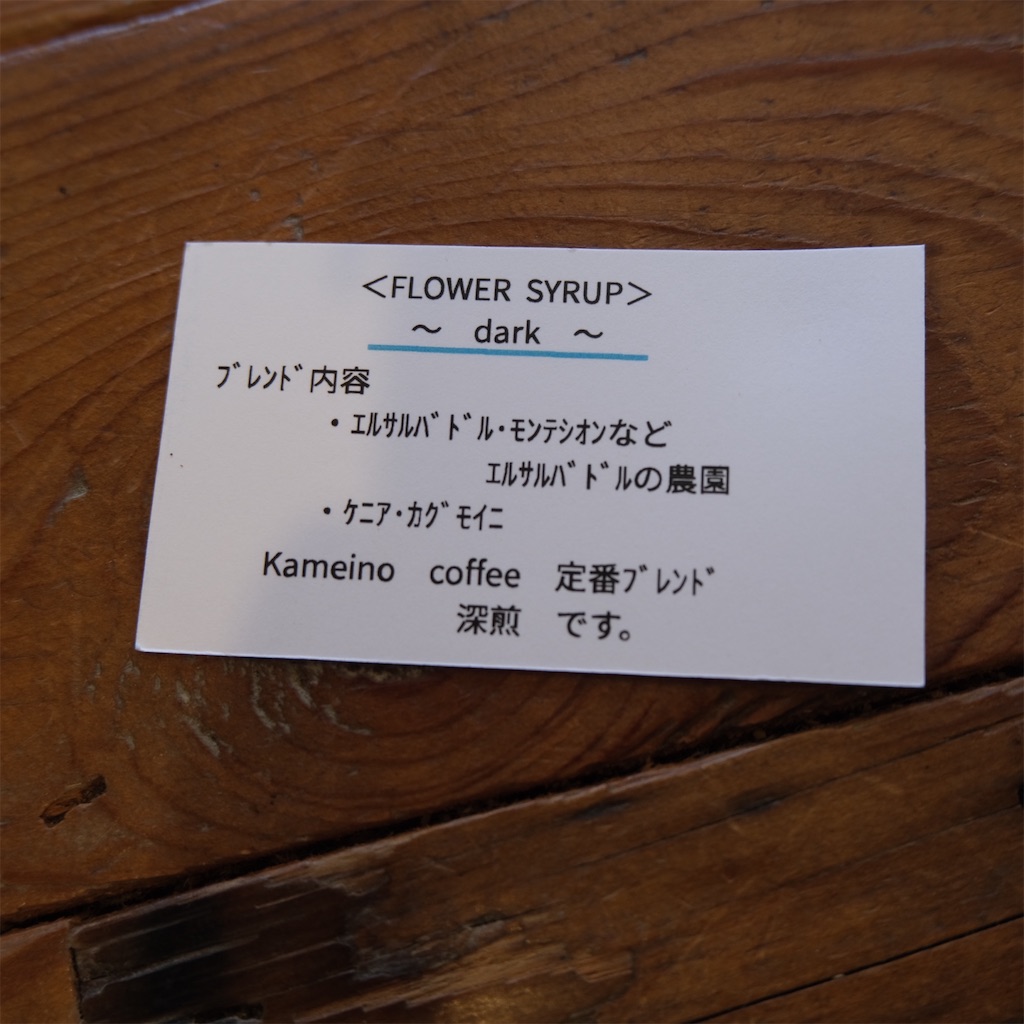 ＜FLOWER SYRUP＞
～ dark ～
ﾌﾞﾚﾝﾄﾞ内容
・ｴﾙｻﾙﾊﾞﾄﾞﾙ・ﾓﾝﾃｼｵﾝなど
ｴﾙｻﾙﾊﾞﾄﾞﾙの農園
・ｹﾆｱ・ｶｸﾞﾓｲﾆ
Kameino coffee 定番ﾌﾞﾚﾝﾄﾞ
深煎 です。